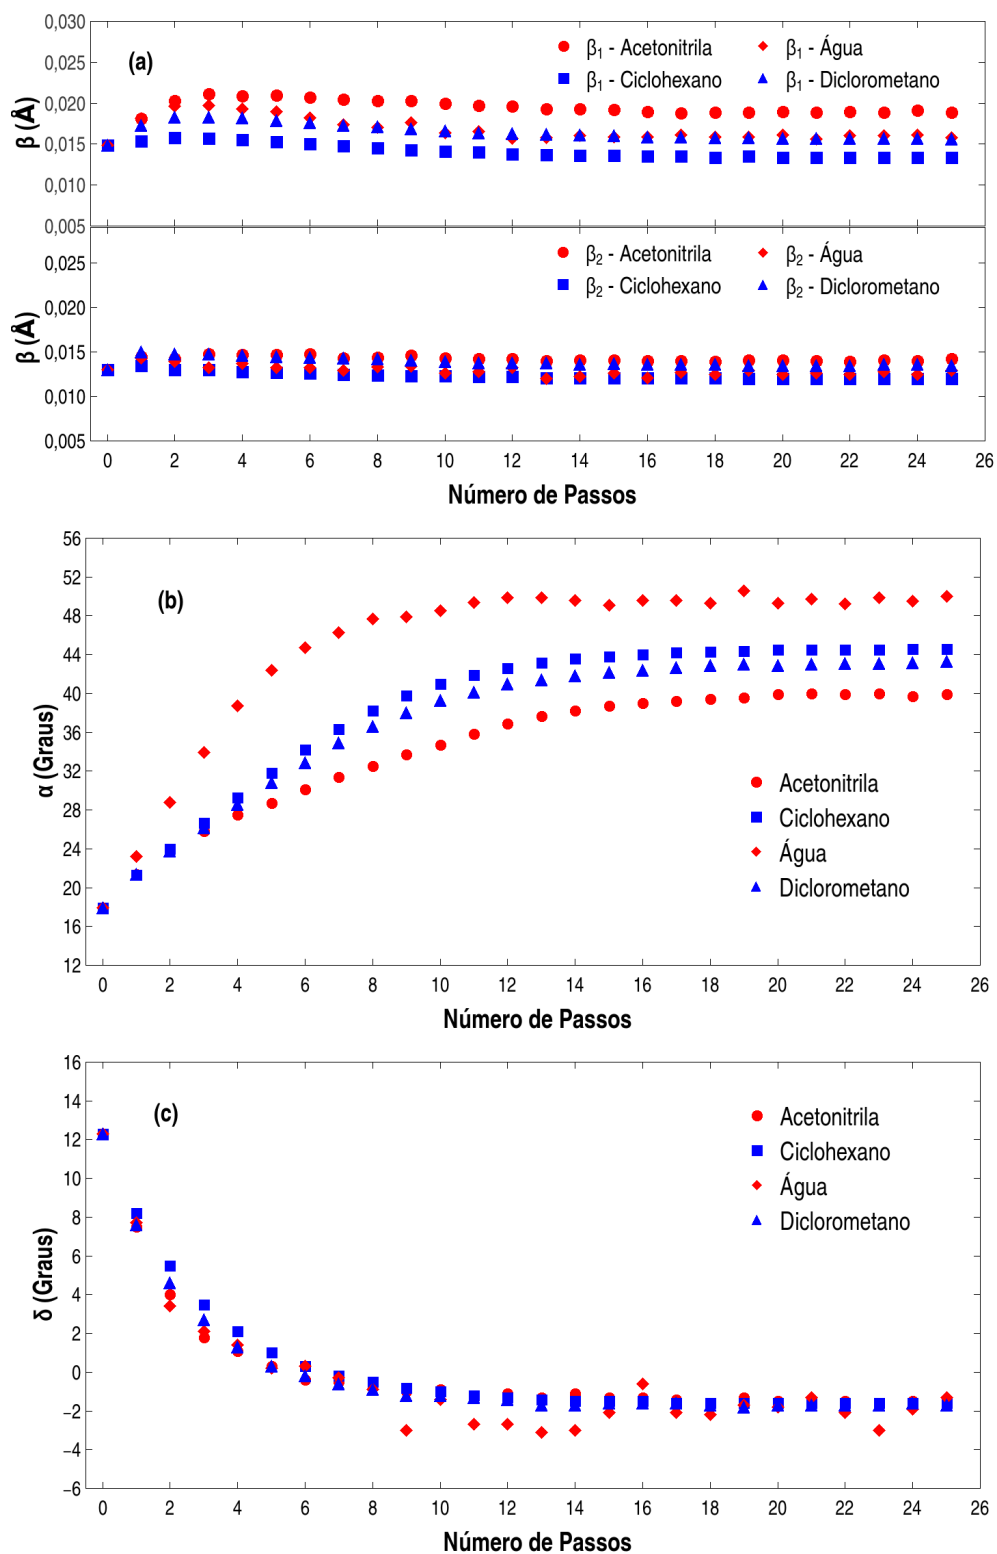 0,030
0,025
0,020
0,015
0,010
0,005
β (Å)
(a)
β1 - Acetonitrila
β1 - Água
β1 - Ciclohexano
β1 - Diclorometano
0,025
0,020
0,015
0,010
0,005
β (Å)
β2 - Acetonitrila
β2 - Água
β2 - Ciclohexano
β2 - Diclorometano
0 2 4 6 8 10 12 14 16 18 20 22 24 26
Número de Passos
56
52
48
44
40
36
32
28
24
20
16
12
α (Graus)
(b)
Acetonitrila
Ciclohexano
Água
Diclorometano
0 2 4 6 8 10 12 14 16 18 20 22 24 26
Número de Passos
16
14
12
10
8
6
4
2
0
−2
−4
−6
δ (Graus)
(c)
Acetonitrila
Ciclohexano
Água
Diclorometano
0 2 4 6 8 10 12 14 16 18 20 22 24 26
Número de Passos